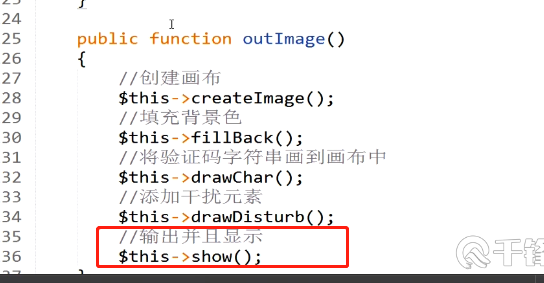 23 }
24
25 public function outImage()
26 {
27 //创建画布
28 $this->createImage();
29 //填充背景色
30 $this->fillBack();
31 //将验证码字符串画到画布中
32 $this->drawChar();
33 //添加干扰元素
34 $this->drawDisturb();
35 //输出并且显示
36 $this->show();
37 }
千锋